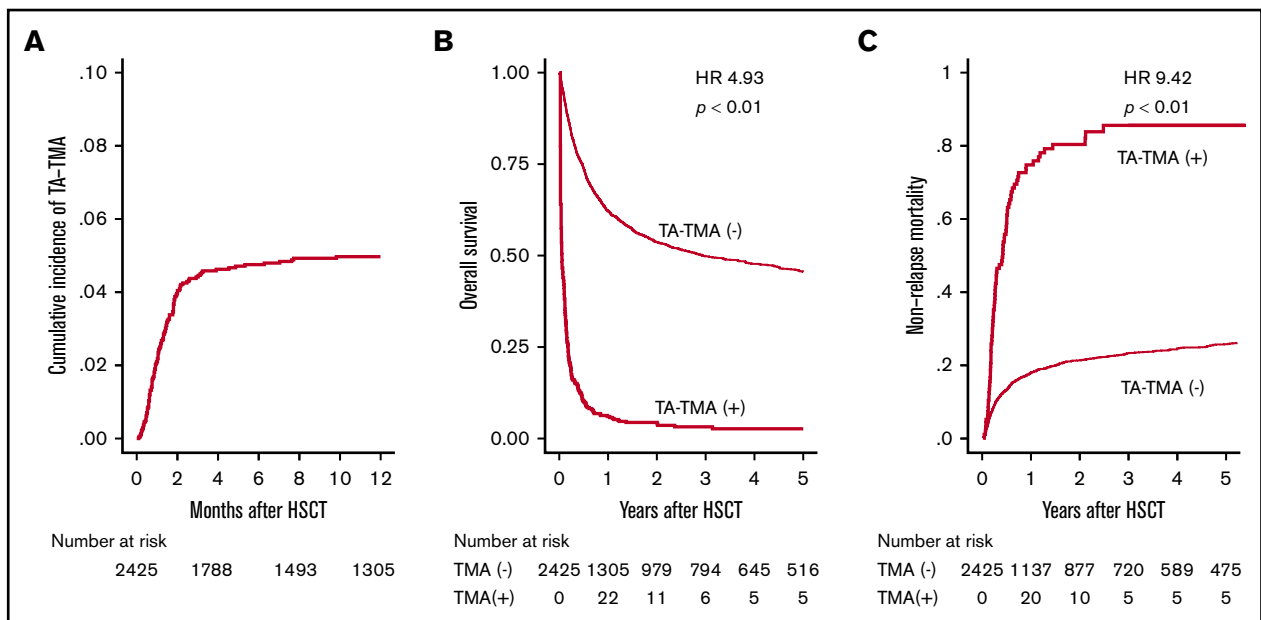 A
.10
.08
.06
.04
.02
.00
Cumulative incidence of TA-TMA
0 2 4 6 8 10 12
Months after HSCT
Number at risk
2425 1788 1493 1305
B
1.00
0.75
0.50
0.25
0.00
Overall survival
HR 4.93
p < 0.01
TA-TMA (-)
TA-TMA (+)
0 1 2 3 4 5
Years after HSCT
Number at risk
TMA (-) 2425 1305 979 794 645 516
TMA(+) 0 22 11 6 5 5
C
1
.8
.6
.4
.2
.0
Non-relapse mortality
HR 9.42
p < 0.01
TA-TMA (+)
TA-TMA (-)
0 1 2 3 4 5
Years after HSCT
Number at risk
TMA (-) 2425 1137 877 720 589 475
TMA(+) 0 20 10 5 5 5